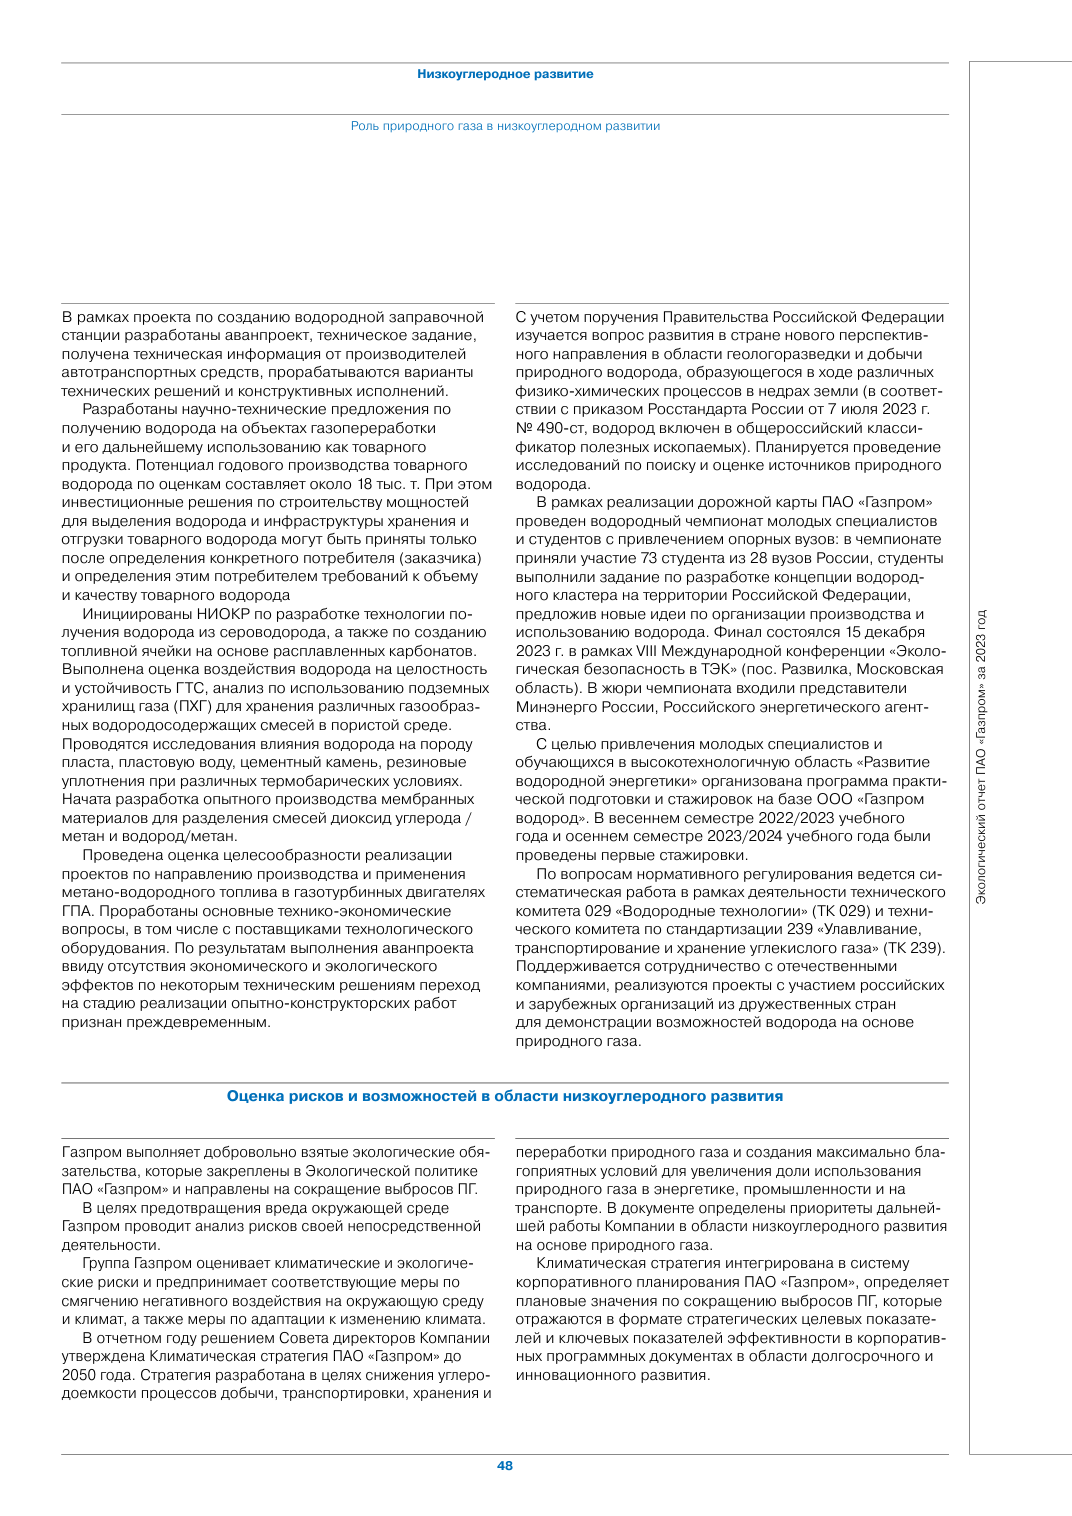 Низкоуглеродное развитие
Роль природного газа в низкоуглеродном развитии
В рамках проекта по созданию водородной заправочной
станции разработаны аванпроект, техническое задание,
получена техническая информация от производителей
автотранспортных средств, прорабатываются варианты
технических решений и конструктивных исполнений.
Разработаны научно-технические предложения по
получению водорода на объектах газопереработки
и его дальнейшему использованию как товарного
продукта. Потенциал годового производства товарного
водорода по оценкам составляет около 18 тыс. т. При этом
инвестиционные решения по строительству мощностей
для выделения водорода и инфраструктуры хранения и
отгрузки товарного водорода могут быть приняты только
после определения конкретного потребителя (заказчика)
и определения этим потребителем требований к объему
и качеству товарного водорода
Инициированы НИОКР по разработке технологии по-
лучения водорода из сероводорода, а также по созданию
топливной ячейки на основе расплавленных карбонатов.
Выполнена оценка воздействия водорода на целостность
и устойчивость ГТС, анализ по использованию подземных
хранилищ газа (ПХГ) для хранения различных газообраз-
ных водородосодержащих смесей в пористой среде.
Проводятся исследования влияния водорода на породу
пласта, пластовую воду, цементный камень, резиновые
уплотнения при различных термобарических условиях.
Начата разработка опытного производства мембранных
материалов для разделения смесей диоксид углерода /
метан и водород/метан.
Проведена оценка целесообразности реализации
проектов по направлению производства и применения
метано-водородного топлива в газотурбинных двигателях
ГПА. Проработаны основные технико-экономические
вопросы, в том числе с поставщиками технологического
оборудования. По результатам выполнения аванпроекта
ввиду отсутствия экономического и экологического
эффектов по некоторым техническим решениям переход
на стадию реализации опытно-конструкторских работ
признан преждевременным.
С учетом поручения Правительства Российской Федерации
изучается вопрос развития в стране нового перспектив-
ного направления в области геологоразведки и добычи
природного водорода, образующегося в ходе различных
физико-химических процессов в недрах земли (в соответ-
ствии с приказом Росстандарта России от 7 июля 2023 г.
№ 490-ст, водород включен в общероссийский класси-
фикатор полезных ископаемых). Планируется проведение
исследований по поиску и оценке источников природного
водорода.
В рамках реализации дорожной карты ПАО «Газпром»
проведен водородный чемпионат молодых специалистов
и студентов с привлечением опорных вузов: в чемпионате
приняли участие 73 студента из 28 вузов России, студенты
выполнили задание по разработке концепции водород-
ного кластера на территории Российской Федерации,
предложив новые идеи по организации производства и
использованию водорода. Финал состоялся 15 декабря
2023 г. в рамках VIII Международной конференции «Эколо-
гическая безопасность в ТЭК» (пос. Развилка, Московская
область). В жюри чемпионата входили представители
Минэнерго России, Российского энергетического агент-
ства.
С целью привлечения молодых специалистов и
обучающихся в высокотехнологичную область «Развитие
водородной энергетики» организована программа практи-
ческой подготовки и стажировок на базе ООО «Газпром
водород». В весеннем семестре 2022/2023 учебного
года и осеннем семестре 2023/2024 учебного года были
проведены первые стажировки.
По вопросам нормативного регулирования ведется си-
стематическая работа в рамках деятельности технического
комитета 029 «Водородные технологии» (ТК 029) и техни-
ческого комитета по стандартизации 239 «Улавливание,
транспортирование и хранение углекислого газа» (ТК 239).
Поддерживается сотрудничество с отечественными
компаниями, реализуются проекты с участием российских
и зарубежных организаций из дружественных стран
для демонстрации возможностей водорода на основе
природного газа.
Оценка рисков и возможностей в области низкоуглеродного развития
Газпром выполняет добровольно взятые экологические обя-
зательства, которые закреплены в Экологической политике
ПАО «Газпром» и направлены на сокращение выбросов ПГ.
В целях предотвращения вреда окружающей среде
Газпром проводит анализ рисков своей непосредственной
деятельности.
Группа Газпром оценивает климатические и экологиче-
ские риски и предпринимает соответствующие меры по
смягчению негативного воздействия на окружающую среду
и климат, а также меры по адаптации к изменению климата.
В отчетном году решением Совета директоров Компании
утверждена Климатическая стратегия ПАО «Газпром» до
2050 года. Стратегия разработана в целях снижения углеро-
доемкости процессов добычи, транспортировки, хранения и
переработки природного газа и создания максимально бла-
гоприятных условий для увеличения доли использования
природного газа в энергетике, промышленности и на
транспорте. В документе определены приоритеты дальней-
шей работы Компании в области низкоуглеродного развития
на основе природного газа.
Климатическая стратегия интегрирована в систему
корпоративного планирования ПАО «Газпром», определяет
плановые значения по сокращению выбросов ПГ, которые
отражаются в формате стратегических целевых показате-
лей и ключевых показателей эффективности в корпоратив-
ных программных документах в области долгосрочного и
инновационного развития.
Экологический отчет ПАО «Газпром» за 2023 год
48